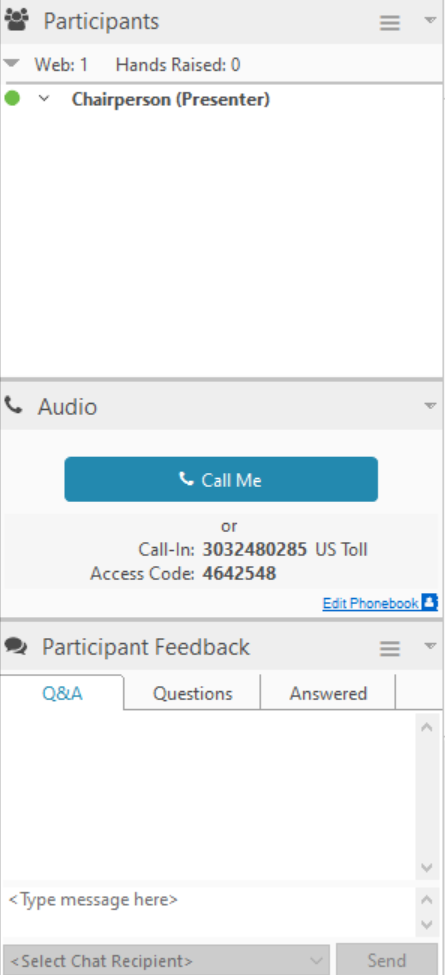 Participants
Web: 1 Hands Raised: 0
Chairperson (Presenter)
Audio
Call Me
or
Call-In: 3032480285 US Toll
Access Code: 4642548
Edit Phonebook
Participant Feedback
Q&A Questions Answered
<Type message here>
<Select Chat Recipient> Send